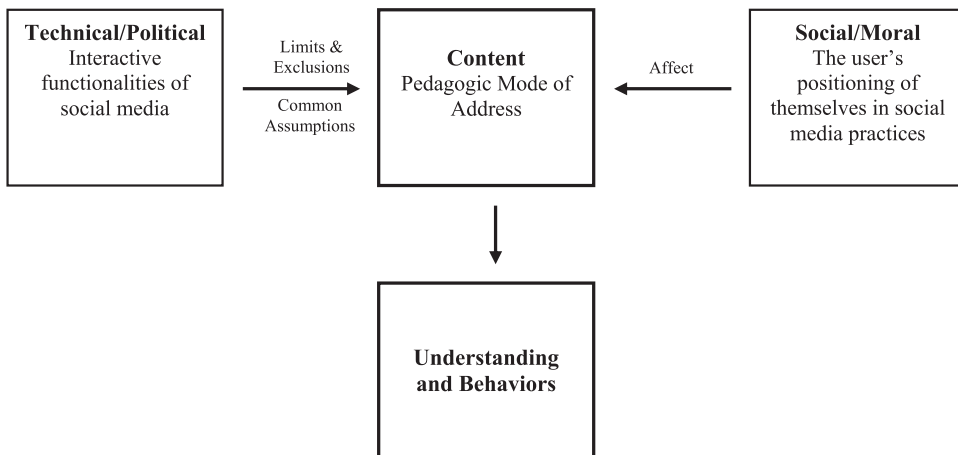 Technical/Political
Interactive
functionalities of
social media
Limits &
Exclusions
Common
Assumptions
Content
Pedagogic Mode of
Address
Affect
Social/Moral
The user’s
positioning of
themselves in social
media practices
Understanding
and Behaviors